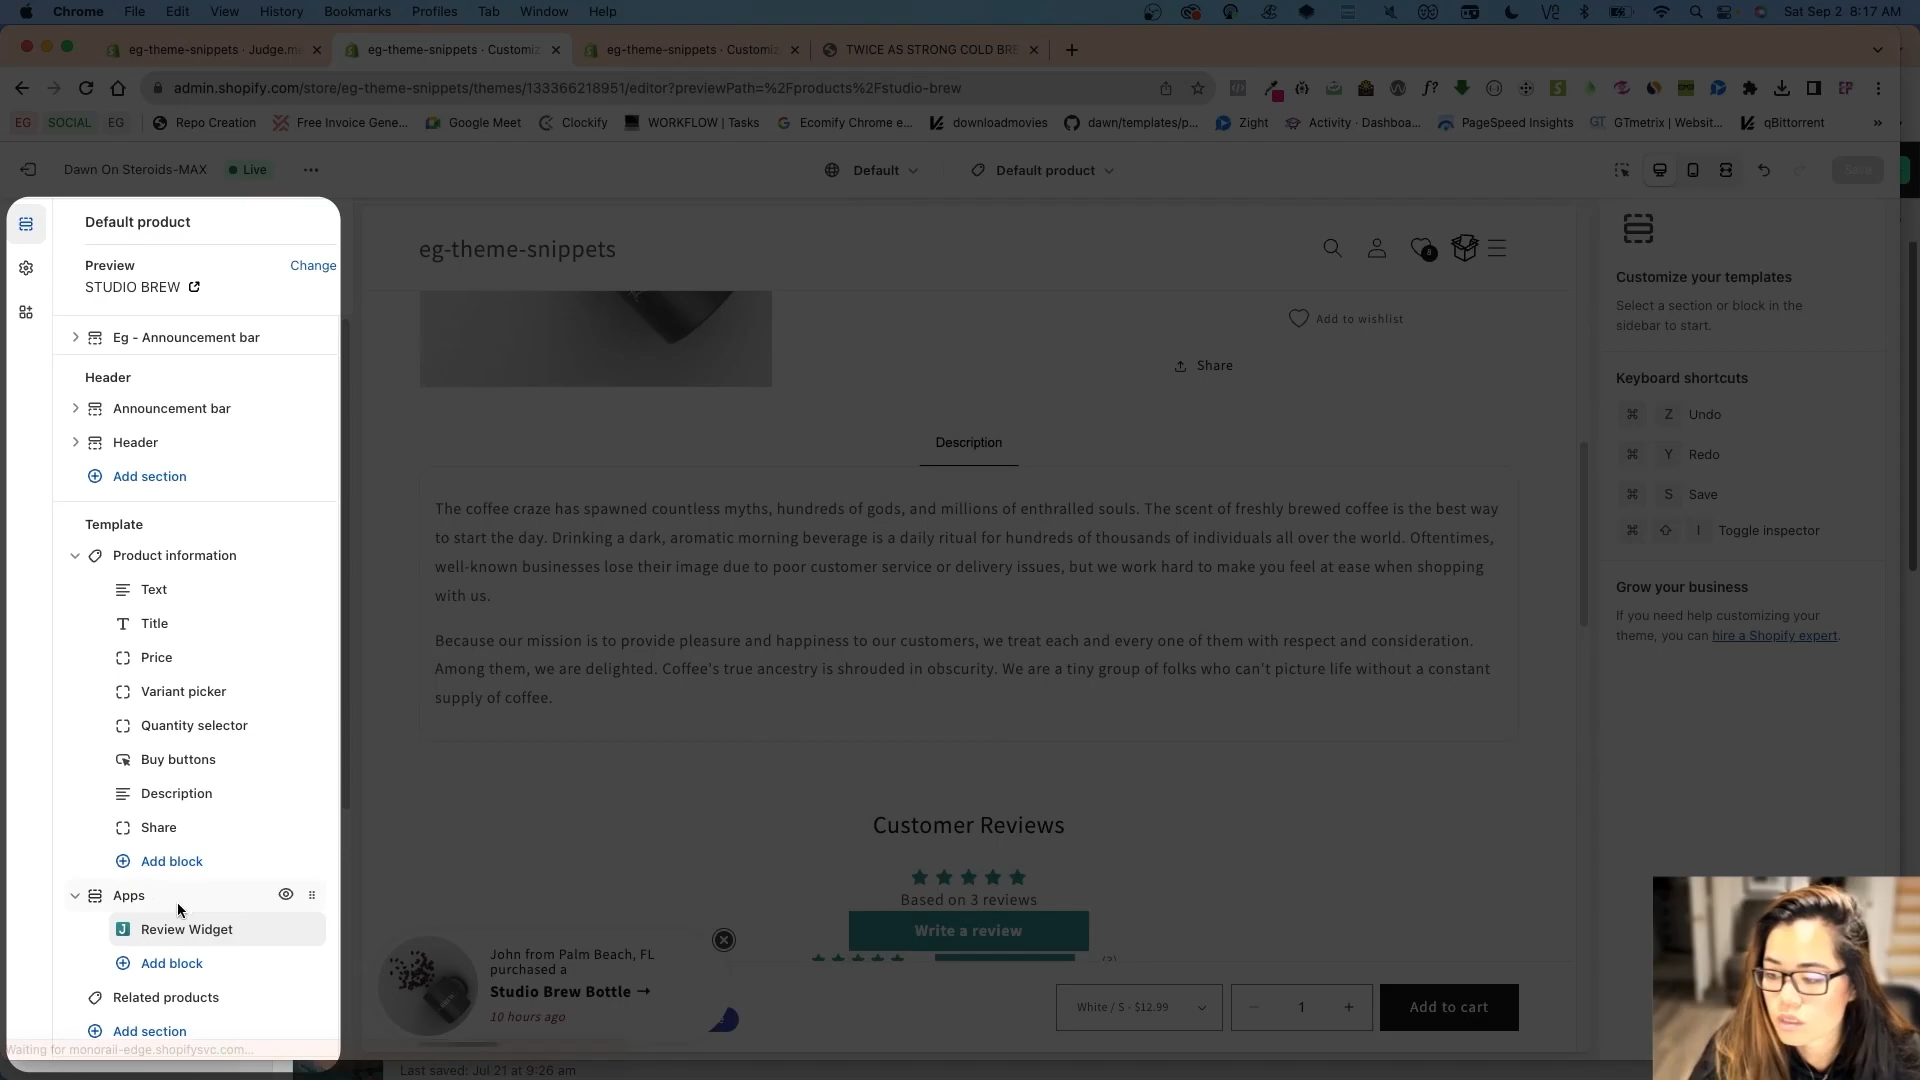 Chrome File Edit View History Bookmarks Profiles Tab Window Help
Sat Sep 2 8:17 AM
eg-theme-snippets · Judge.me
eg-theme-snippets · Customiz
eg-theme-snippets · Customiz
TWICE AS STRONG COLD BRE
admin.shopify.com/store/eg-theme-snippets/themes/133366218951/editor?previewPath=%2Fproducts%2Fstudio-brew
EG SOCIAL EG Repo Creation Free Invoice Gene... Google Meet Clockify WORKFLOW | Tasks Ecomify Chrome e... downloadmovies dawn/templates/p... Zight Activity · Dashboa... PageSpeed Insights GTmetrix | Websit... qBittorrent »
Dawn On Steroids-MAX Live ... Default Default product Save
Default product
Preview Change
STUDIO BREW
Eg - Announcement bar
Header
Announcement bar
Header
Add section
Template
Product information
Text
Title
Price
Variant picker
Quantity selector
Buy buttons
Description
Share
Add block
Apps
Review Widget
Add block
Related products
Add section
Waiting for monorail-edge.shopifysvc.com...
eg-theme-snippets
Add to wishlist
Share
Description
The coffee craze has spawned countless myths, hundreds of gods, and millions of enthralled souls. The scent of freshly brewed coffee is the best way
to start the day. Drinking a dark, aromatic morning beverage is a daily ritual for hundreds of thousands of individuals all over the world. Oftentimes,
well-known businesses lose their image due to poor customer service or delivery issues, but we work hard to make you feel at ease when shopping
with us.
Because our mission is to provide pleasure and happiness to our customers, we treat each and every one of them with respect and consideration.
Among them, we are delighted. Coffee's true ancestry is shrouded in obscurity. We are a tiny group of folks who can't picture life without a constant
supply of coffee.
Customer Reviews
Based on 3 reviews
Write a review
John from Palm Beach, FL
purchased a
Studio Brew Bottle →
10 hours ago
White / S - $12.99
− 1 +
Add to cart
Last saved: Jul 21 at 9:26 am
Customize your templates
Select a section or block in the
sidebar to start.
Keyboard shortcuts
⌘ Z Undo
⌘ Y Redo
⌘ S Save
⌘ ⇧ I Toggle inspector
Grow your business
If you need help customizing your
theme, you can hire a Shopify expert.